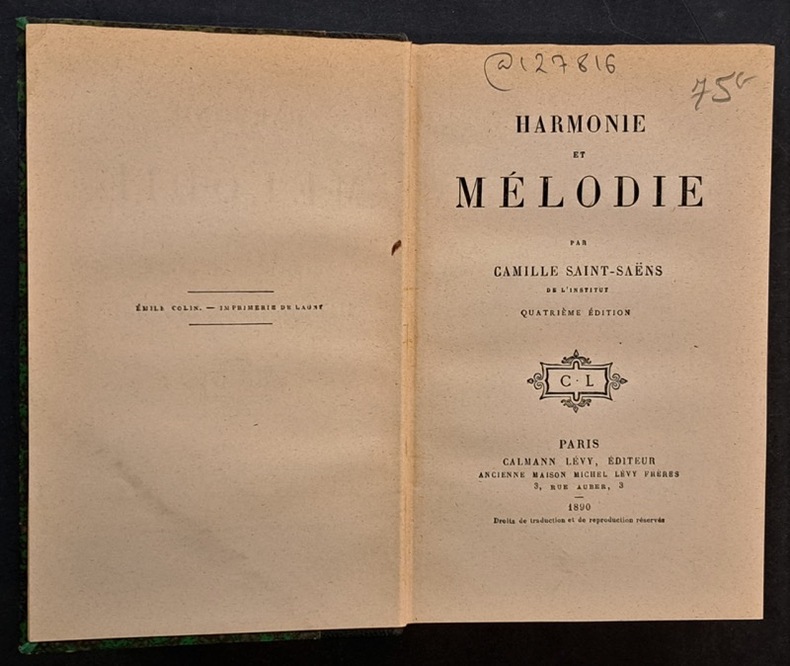 ÉMILE COLIN. — IMPRIMERIE DE LAGNY
@127816
75
HARMONIE
ET
MÉLODIE
PAR
CAMILLE SAINT-SAËNS
DE L'INSTITUT
QUATRIÈME ÉDITION
C·L
PARIS
CALMANN LÉVY, ÉDITEUR
ANCIENNE MAISON MICHEL LÉVY FRÈRES
3, RUE AUBER, 3
1890
Droits de traduction et de reproduction réservés